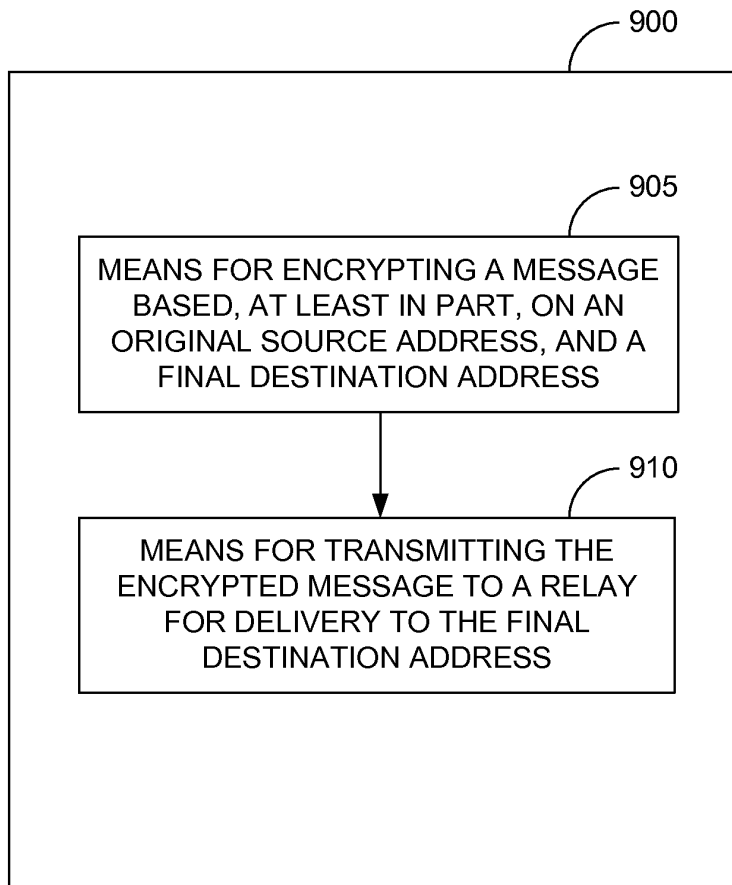 900
905
MEANS FOR ENCRYPTING A MESSAGE
BASED, AT LEAST IN PART, ON AN
ORIGINAL SOURCE ADDRESS, AND A
FINAL DESTINATION ADDRESS
910
MEANS FOR TRANSMITTING THE
ENCRYPTED MESSAGE TO A RELAY
FOR DELIVERY TO THE FINAL
DESTINATION ADDRESS